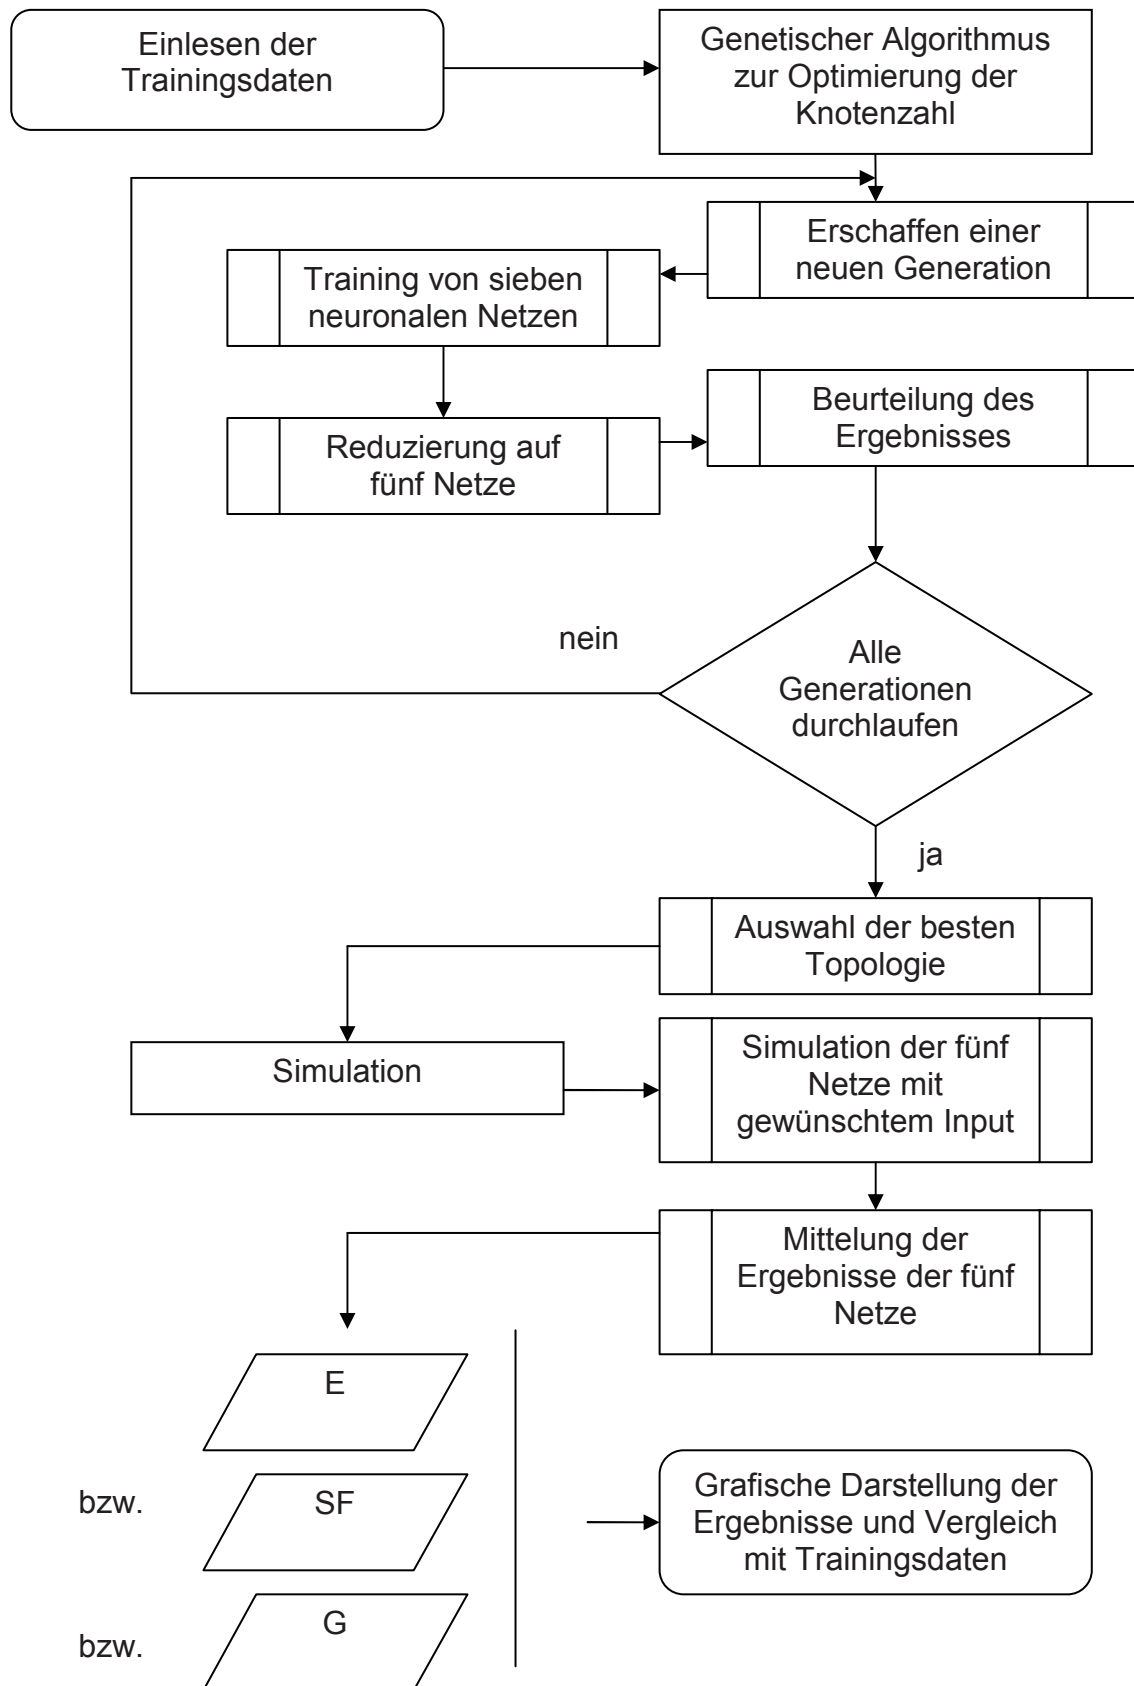 Einlesen der
Trainingsdaten
Genetischer Algorithmus
zur Optimierung der
Knotenzahl
Erschaffen einer
neuen Generation
Training von sieben
neuronalen Netzen
Reduzierung auf
fünf Netze
Beurteilung des
Ergebnisses
Alle
Generationen
durchlaufen
nein
ja
Auswahl der besten
Topologie
Simulation
Simulation der fünf
Netze mit
gewünschtem Input
Mittelung der
Ergebnisse der fünf
Netze
E
bzw.
SF
bzw.
G
Grafische Darstellung der
Ergebnisse und Vergleich
mit Trainingsdaten